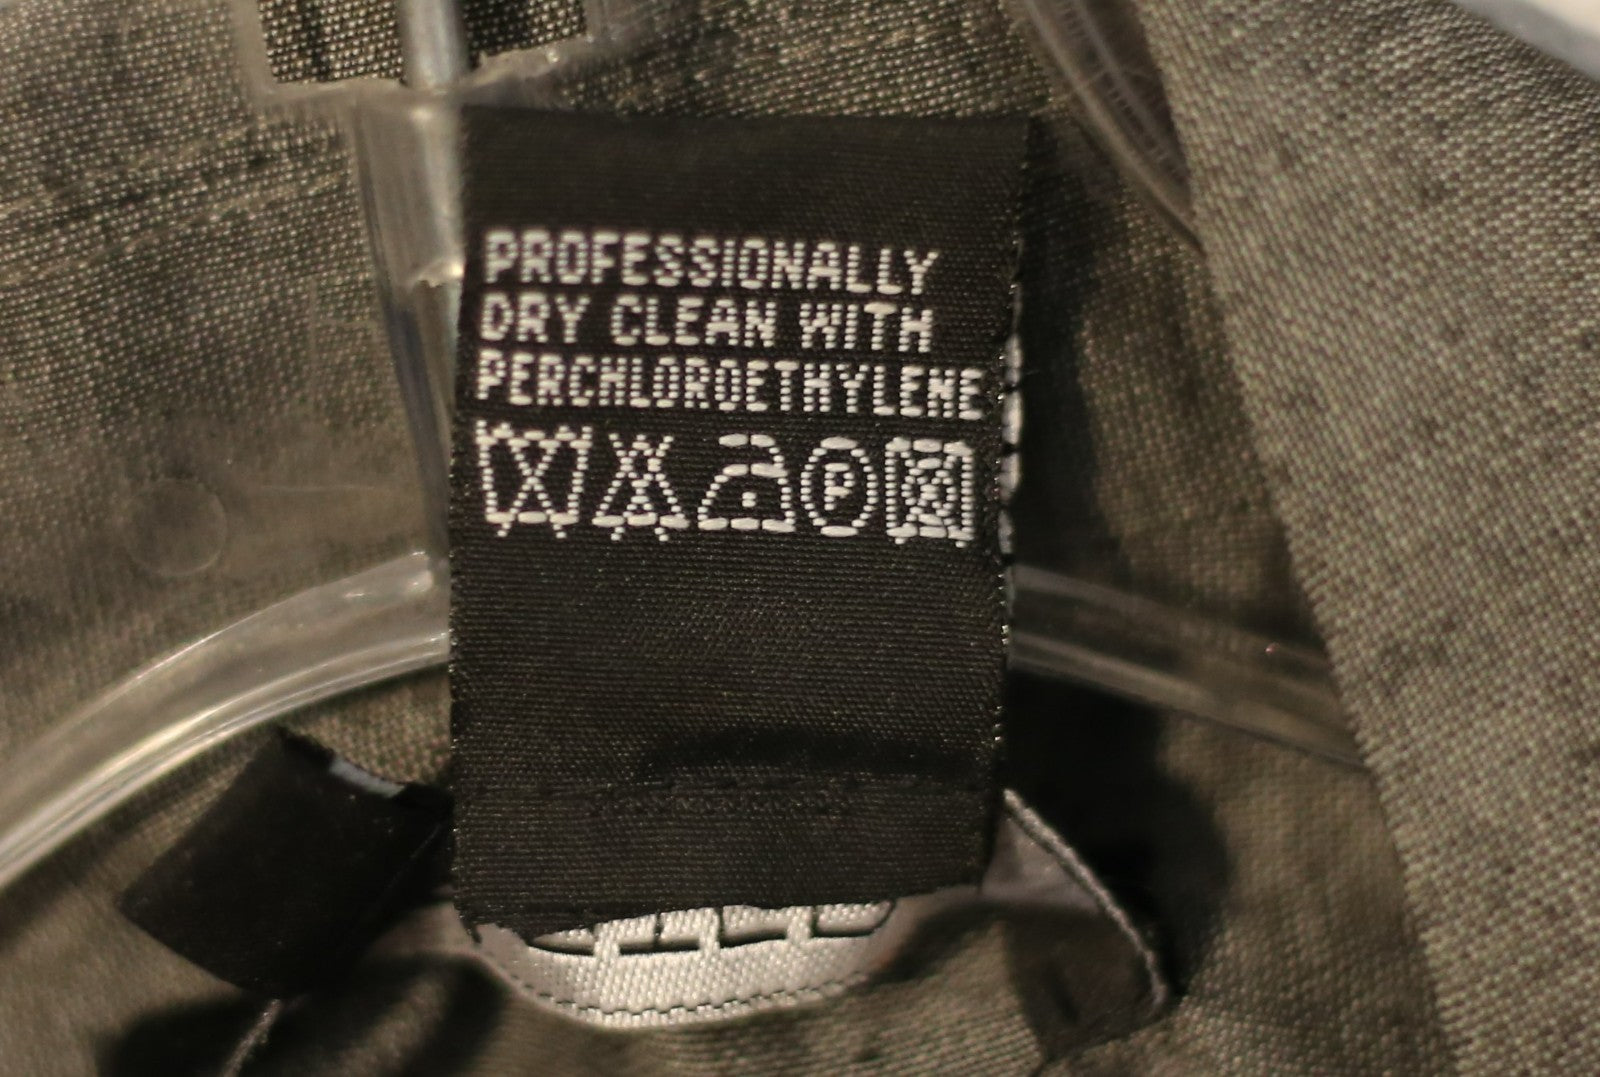 PROFESSIONALLY
DRY CLEAN WITH
PERCHLOROETHYLENE
P